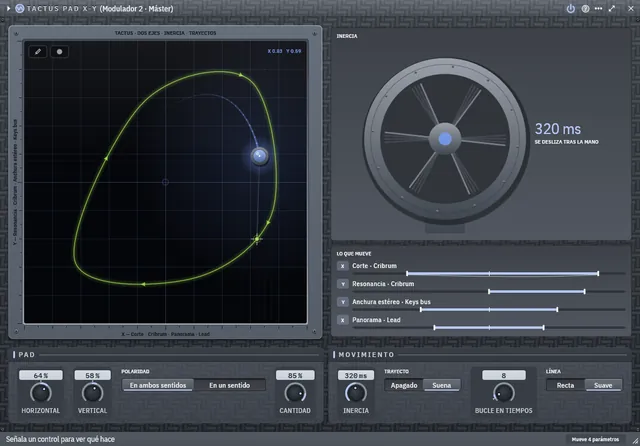 TACTUS PAD X-Y (Modulador 2 · Máster)
TACTUS · DOS EJES · INERCIA · TRAYECTOS
X 0.63 Y 0.59
Y — Resonancia · Cribrum · Anchura estéreo · Keys bus
X — Corte · Cribrum · Panorama · Lead
INERCIA
320 ms
SE DESLIZA TRAS LA MANO
LO QUE MUEVE
X Corte · Cribrum
Y Resonancia · Cribrum
Y Anchura estéreo · Keys bus
X Panorama · Lead
PAD
64 %
HORIZONTAL
58 %
VERTICAL
POLARIDAD
En ambos sentidos
En un sentido
85 %
CANTIDAD
MOVIMIENTO
320 ms
INERCIA
TRAYECTO
Apagado
Suena
8
BUCLE EN TIEMPOS
LÍNEA
Recta
Suave
Señala un control para ver qué hace
Mueve 4 parámetros